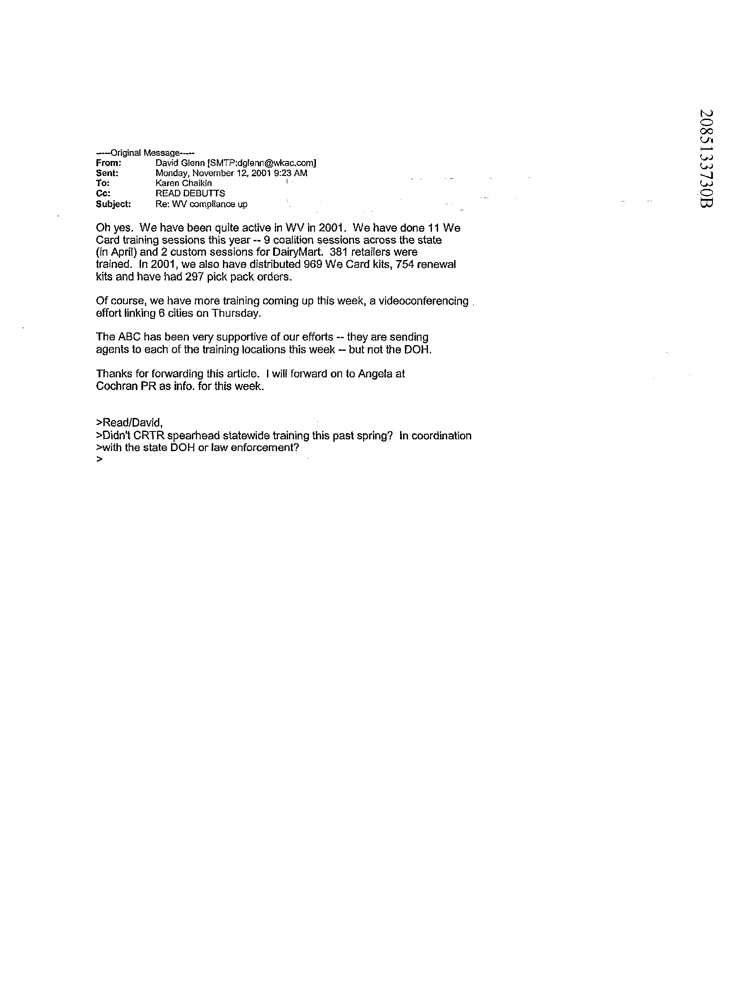 2085133730B
-----Original Message-----
From: David Glenn [SMTP:dglenn@wkac.com]
Sent: Monday, November 12, 2001 9:23 AM
To: Karen Chaikin
Cc: READ DEBUTTS
Subject: Re: WV compliance up
Oh yes. We have been quite active in WV in 2001. We have done 11 We
Card training sessions this year -- 9 coalition sessions across the state
(in April) and 2 custom sessions for DairyMart. 381 retailers were
trained. In 2001, we also have distributed 969 We Card kits, 754 renewal
kits and have had 297 pick pack orders.
Of course, we have more training coming up this week, a videoconferencing
effort linking 6 cities on Thursday.
The ABC has been very supportive of our efforts -- they are sending
agents to each of the training locations this week -- but not the DOH.
Thanks for forwarding this article. I will forward on to Angela at
Cochran PR as info. for this week.
>Read/David,
>Didn't CRTR spearhead statewide training this past spring? In coordination
>with the state DOH or law enforcement?
>